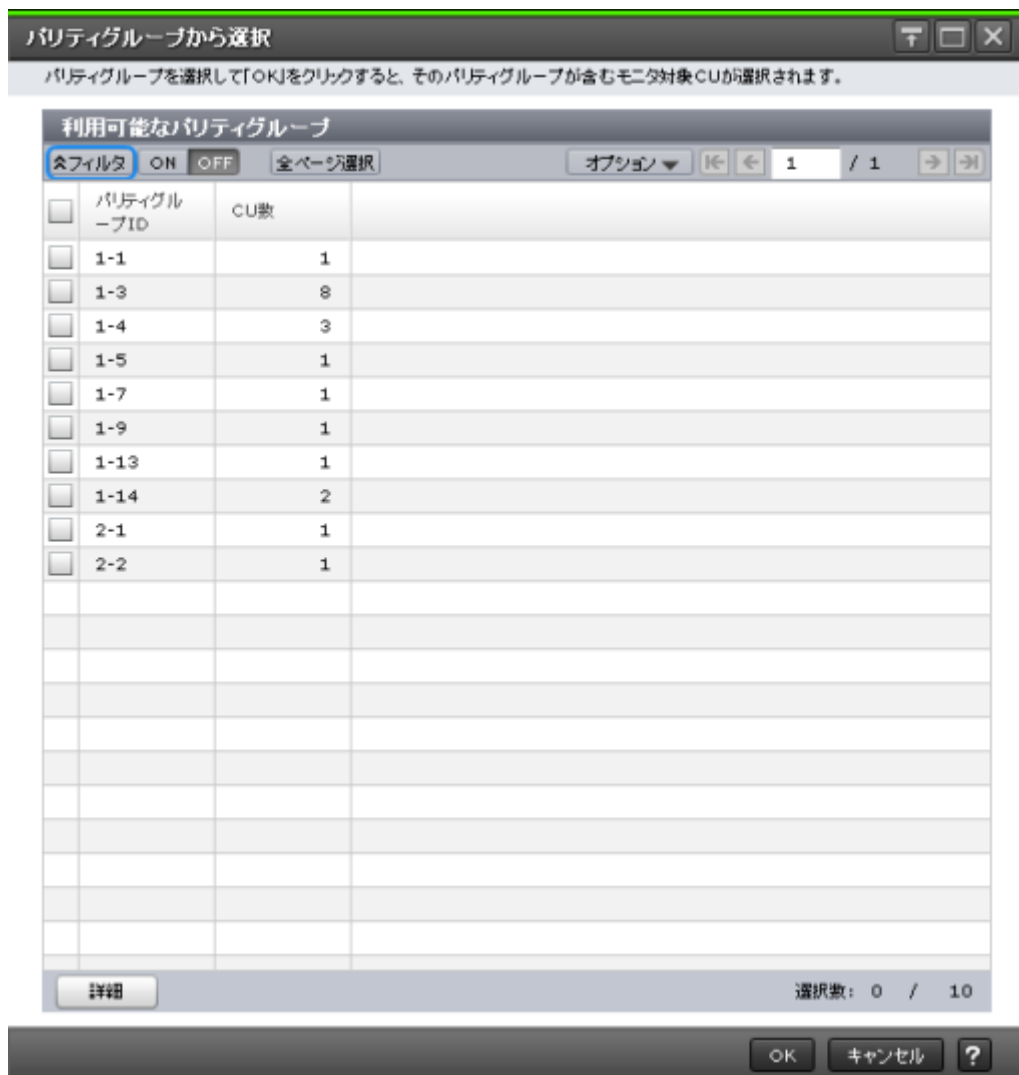 パリティグループから選択
パリティグループを選択して「OK」をクリックすると、そのパリティグループが含むモニタ対象CUが選択されます。
利用可能なパリティグループ
フィルタ ON OFF 全ページ選択 オプション 1 / 1
パリティグル
ープID
CU数
1-1 1
1-3 8
1-4 3
1-5 1
1-7 1
1-9 1
1-13 1
1-14 2
2-1 1
2-2 1
詳細 選択数: 0 / 10
OK キャンセル ?